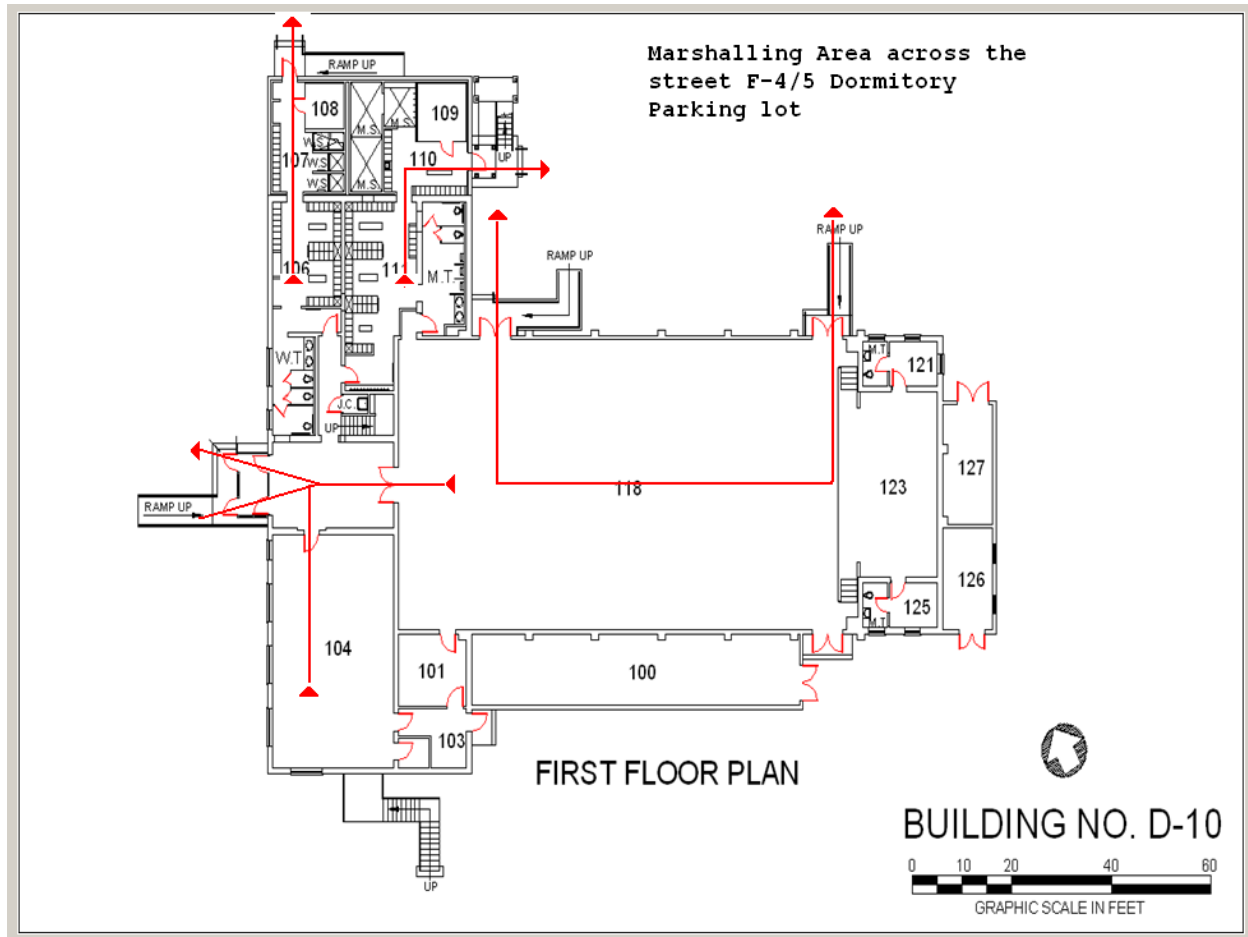 Marshalling Area across the
street F-4/5 Dormitory
Parking lot
RAMP UP
108
109
M.S.
M.S.
W.S.
107
W.S
W.S
M.S.
110
UP
106
M.T.
RAMP UP
RAMP UP
W.T
J.C.
UP
M.T
121
127
118
123
RAMP UP
126
125
M.T
104
101
100
103
FIRST FLOOR PLAN
UP
BUILDING NO. D-10
0 10 20 40 60
GRAPHIC SCALE IN FEET